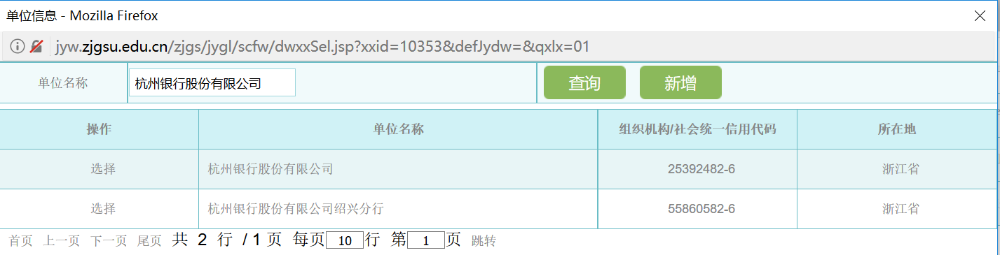 单位信息 - Mozilla Firefox
jyw.zjgsu.edu.cn/zjgs/jygl/scfw/dwxxSel.jsp?xxid=10353&defJydw=&qxlx=01
单位名称 杭州银行股份有限公司 查询 新增
操作 单位名称 组织机构/社会统一信用代码 所在地
选择 杭州银行股份有限公司 25392482-6 浙江省
选择 杭州银行股份有限公司绍兴分行 55860582-6 浙江省
首页 上一页 下一页 尾页 共 2 行 / 1 页 每页 10 行 第 1 页 跳转